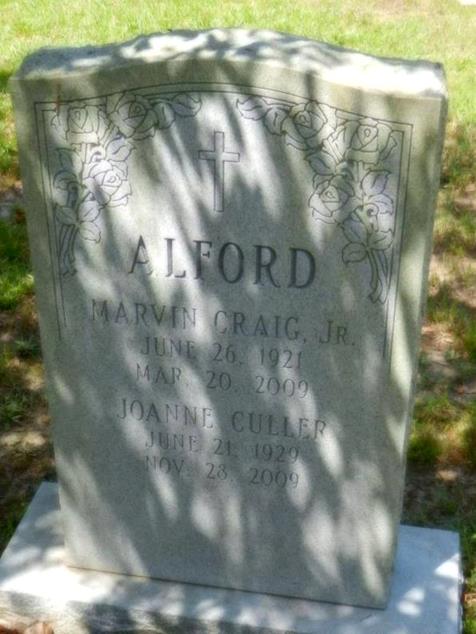 ALFORD
MARVIN CRAIG, JR.
JUNE 26, 1921
MAR. 20, 2009
JOANNE CULLER
JUNE 21, 1929
NOV. 28, 2009